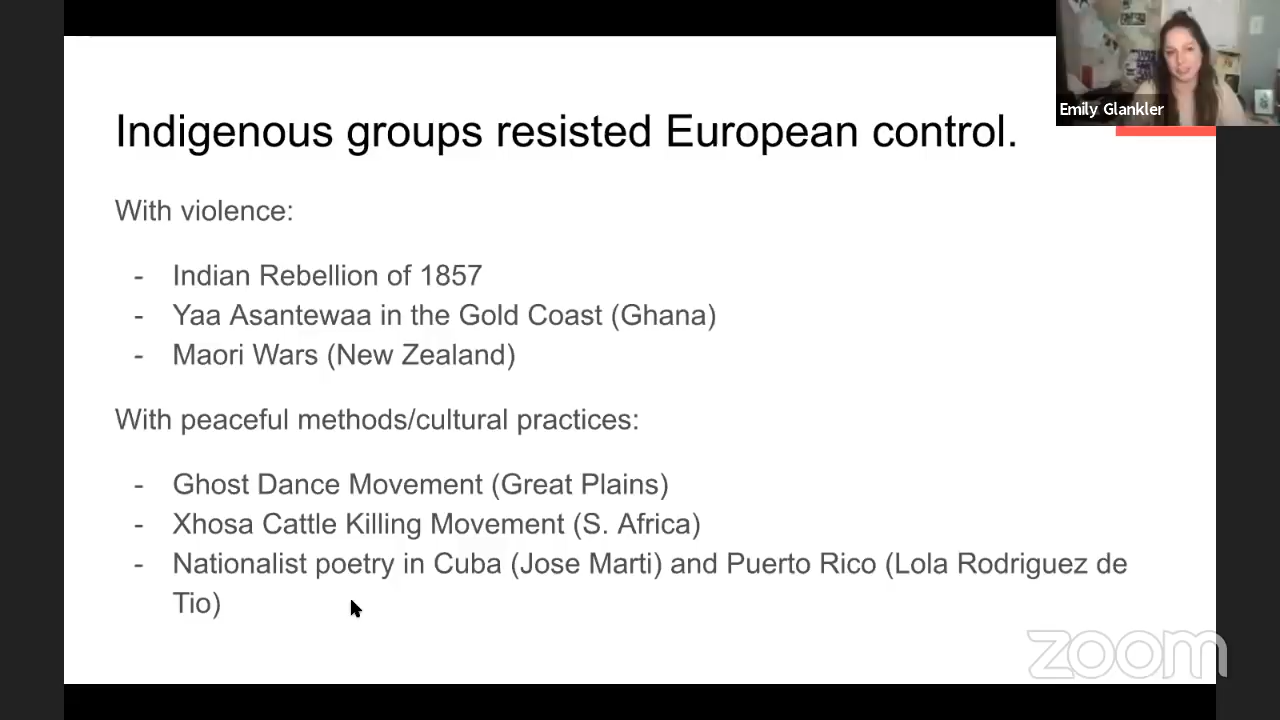 Emily Glankler
Indigenous groups resisted European control.
With violence:
- Indian Rebellion of 1857
- Yaa Asantewaa in the Gold Coast (Ghana)
- Maori Wars (New Zealand)
With peaceful methods/cultural practices:
- Ghost Dance Movement (Great Plains)
- Xhosa Cattle Killing Movement (S. Africa)
- Nationalist poetry in Cuba (Jose Marti) and Puerto Rico (Lola Rodriguez de
Tio)
zoom